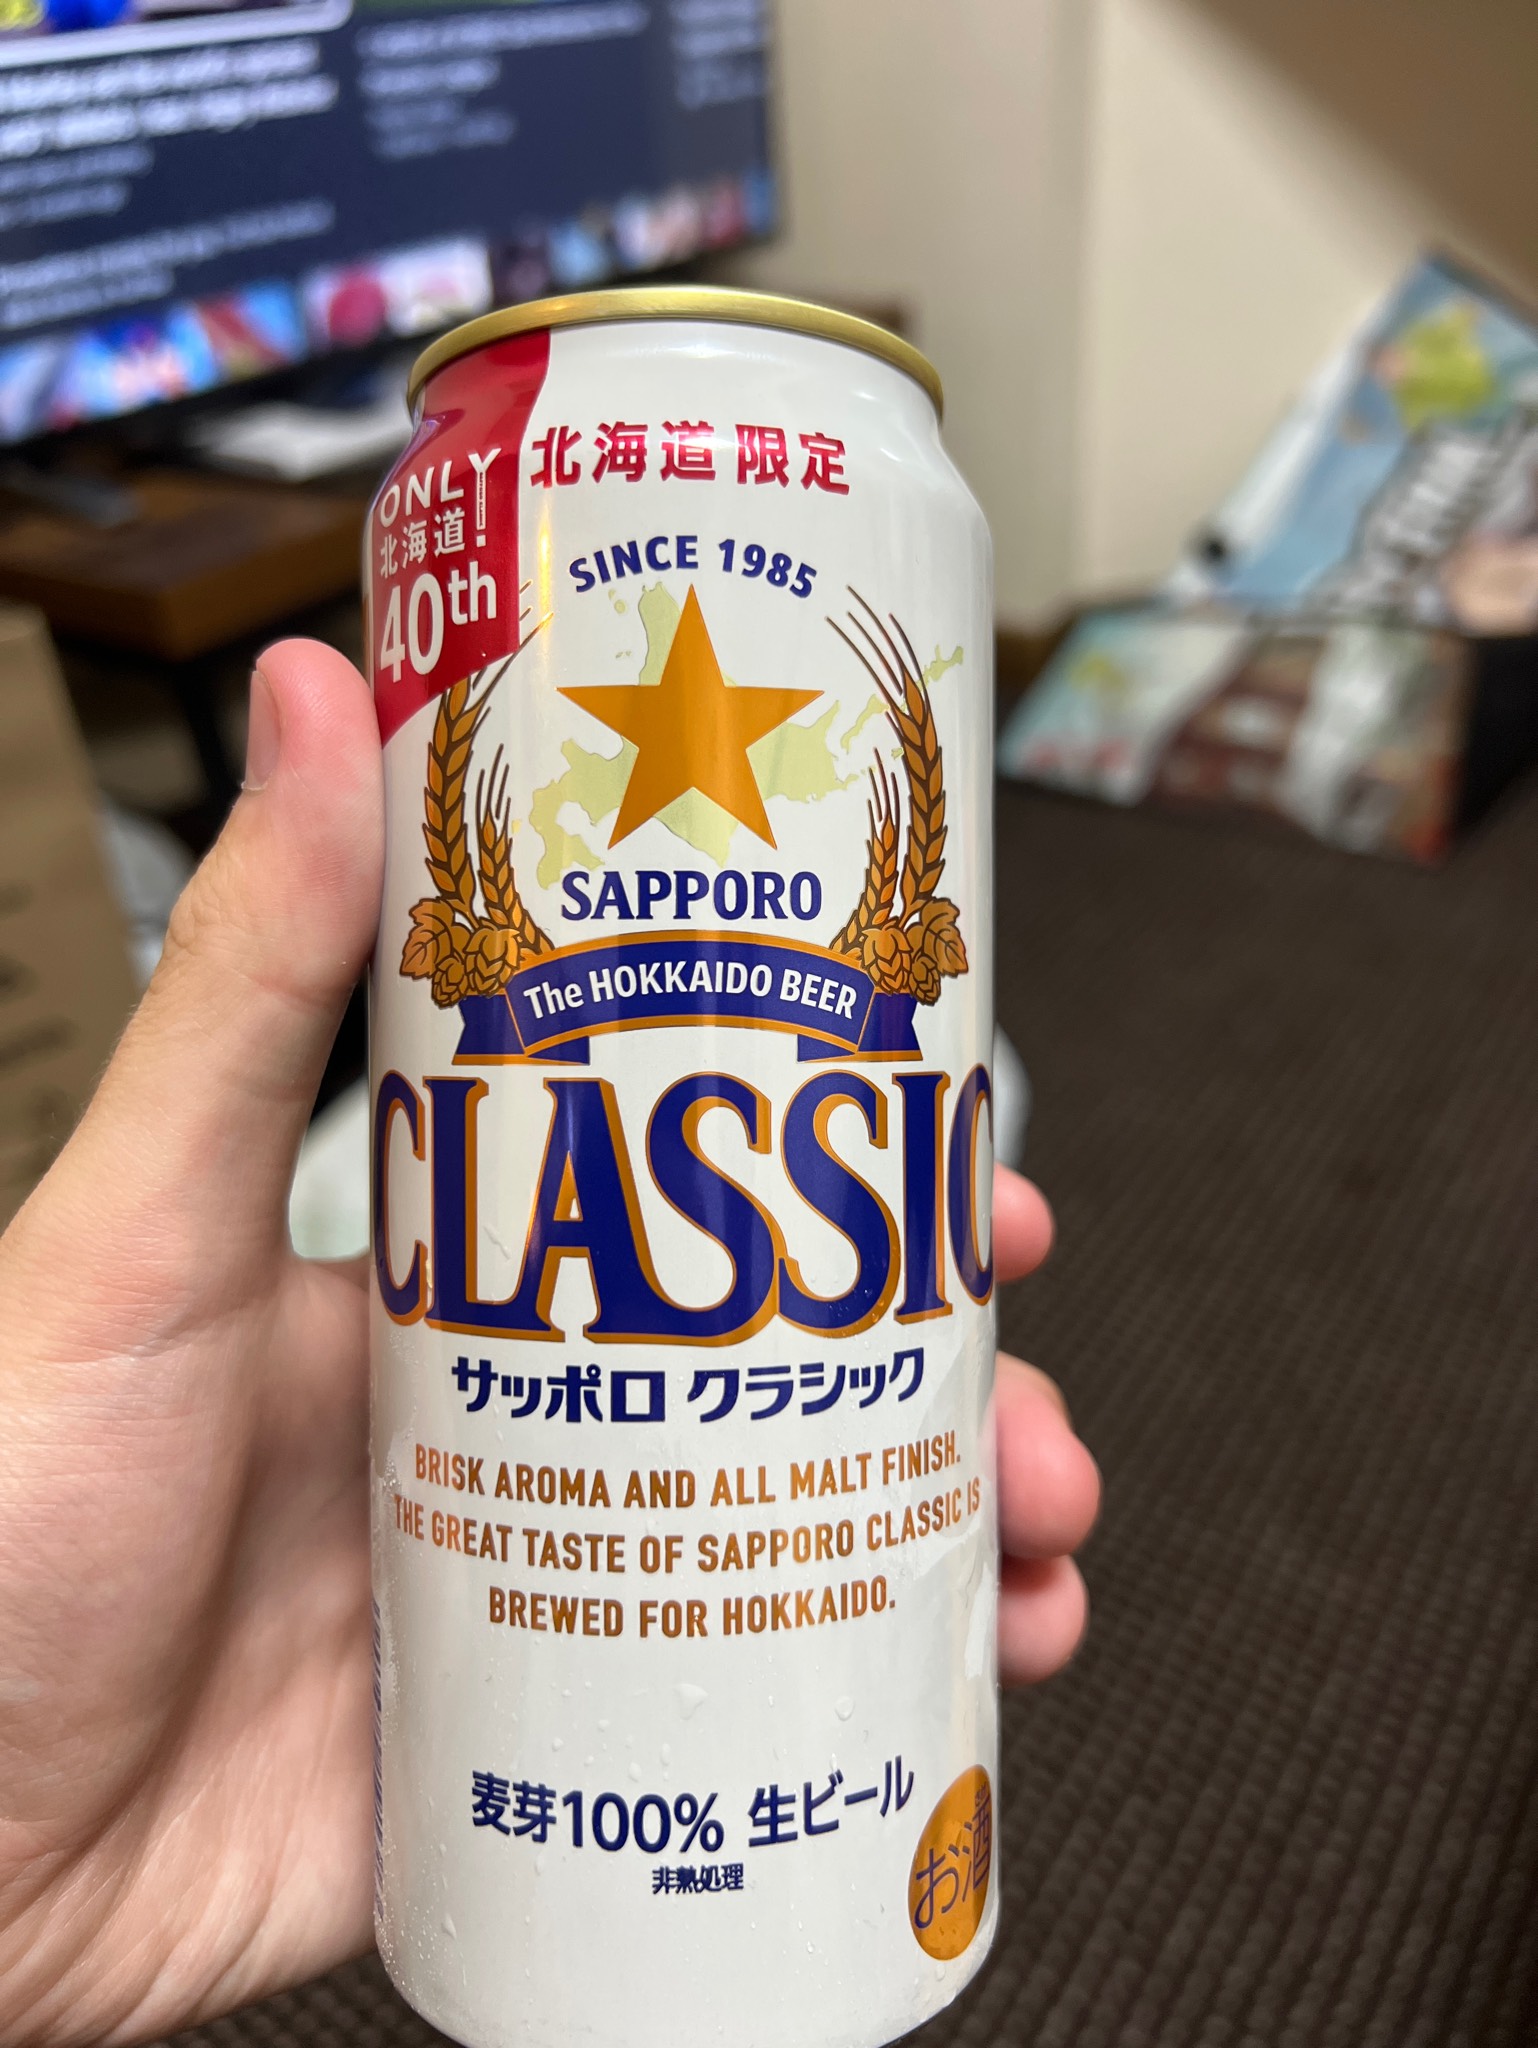 ONLY
北海道!
40th
北海道限定
SINCE 1985
SAPPORO
The HOKKAIDO BEER
CLASSIC
サッポロ クラシック
BRISK AROMA AND ALL MALT FINISH.
THE GREAT TASTE OF SAPPORO CLASSIC IS
BREWED FOR HOKKAIDO.
麦芽100% 生ビール
非熱処理
お酒